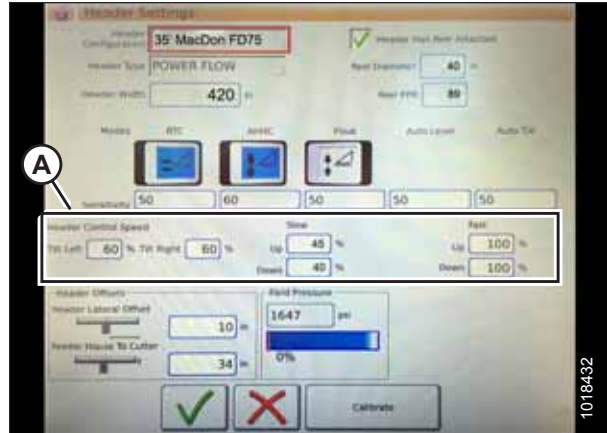 Header Settings
Header Configuration 35' MacDon FD75 Header Has Reel Attached
Header Type POWER FLOW Reel Diameter 40 in
Header Width 420 in Reel PPR 89
Modes RTC AHHC Float Auto Level Auto Tilt
Sensitivity 50 60 50 50 50
A
Header Control Speed Slow Fast
Tilt Left 60 % Tilt Right 60 % Up 45 % Up 100 %
Down 40 % Down 100 %
Header Offsets Field Pressure
Header Lateral Offset 1647 psi
10 in
Feeder House To Cutter 0%
34 in
Calibrate
1018432